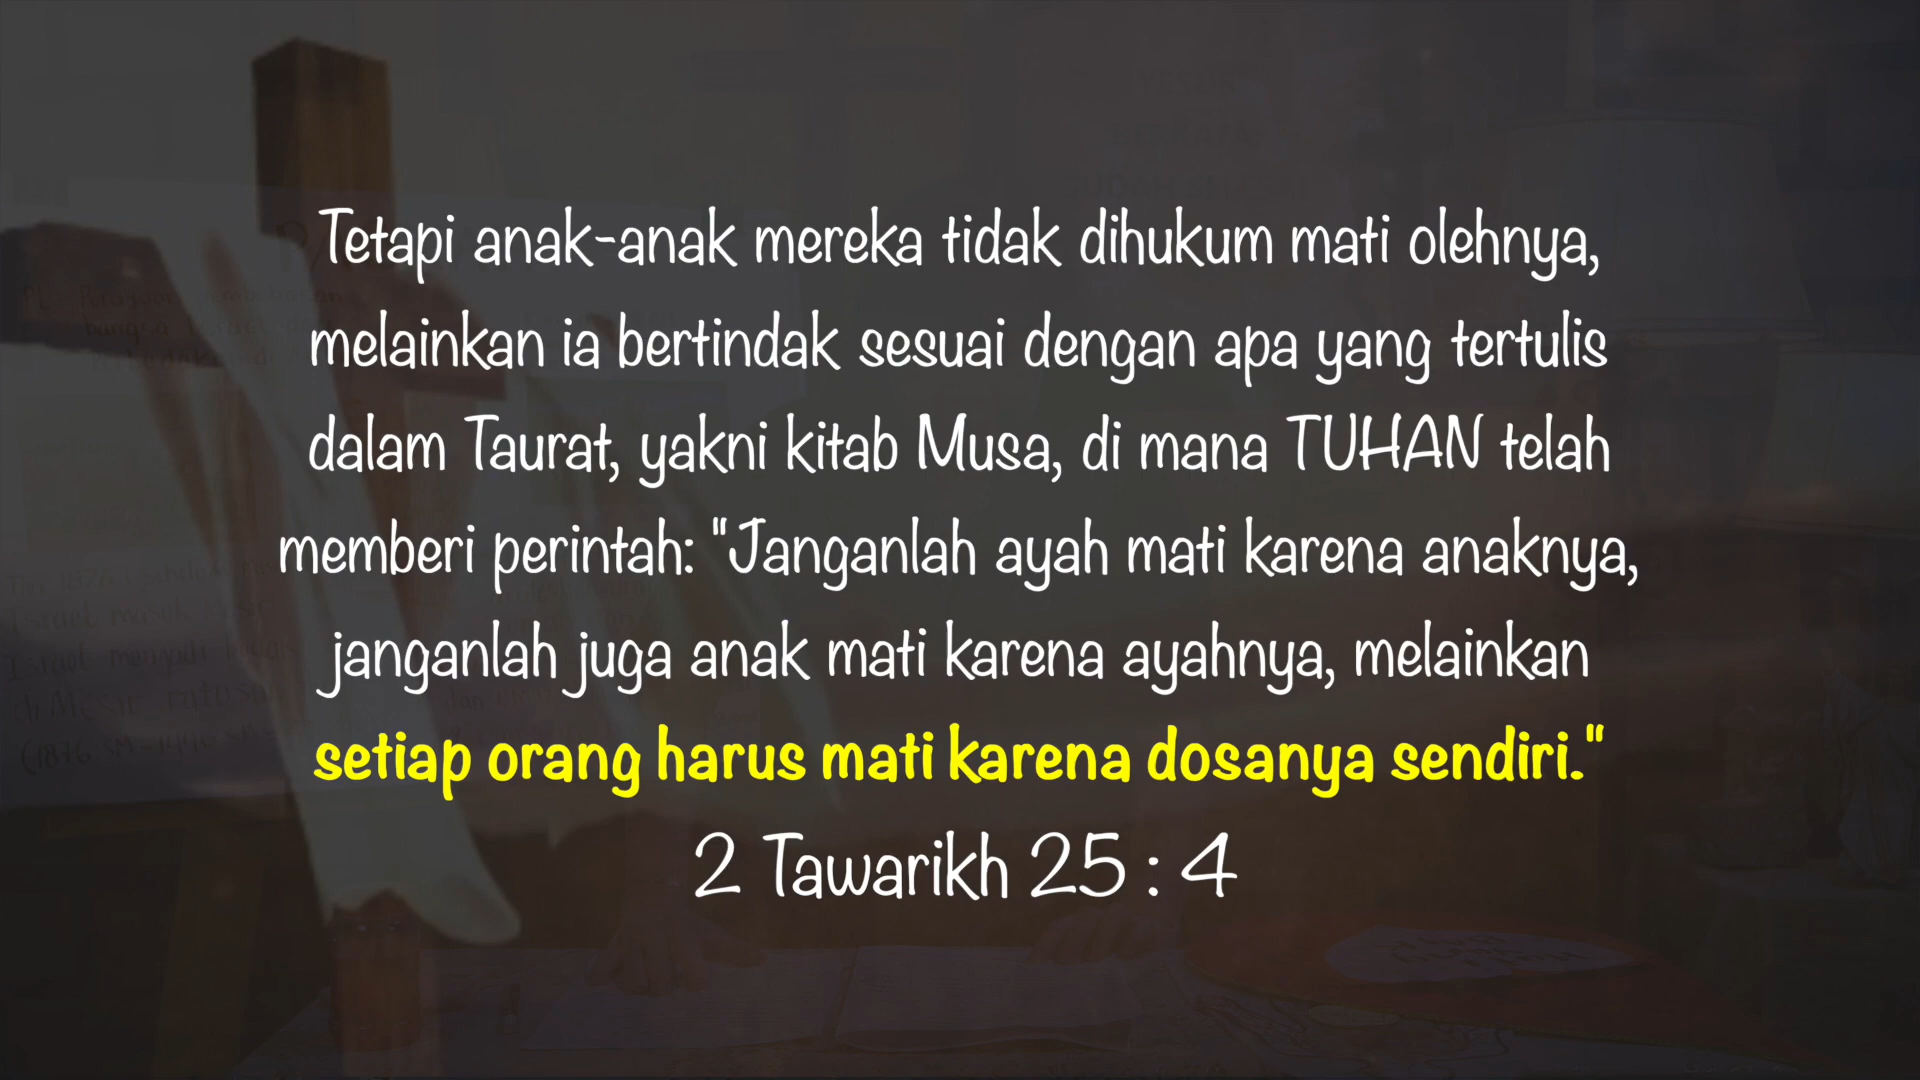 Tetapi anak-anak mereka tidak dihukum mati olehnya,
melainkan ia bertindak sesuai dengan apa yang tertulis
dalam Taurat, yakni kitab Musa, di mana TUHAN telah
memberi perintah: "Janganlah ayah mati karena anaknya,
janganlah juga anak mati karena ayahnya, melainkan
setiap orang harus mati karena dosanya sendiri."
2 Tawarikh 25 : 4